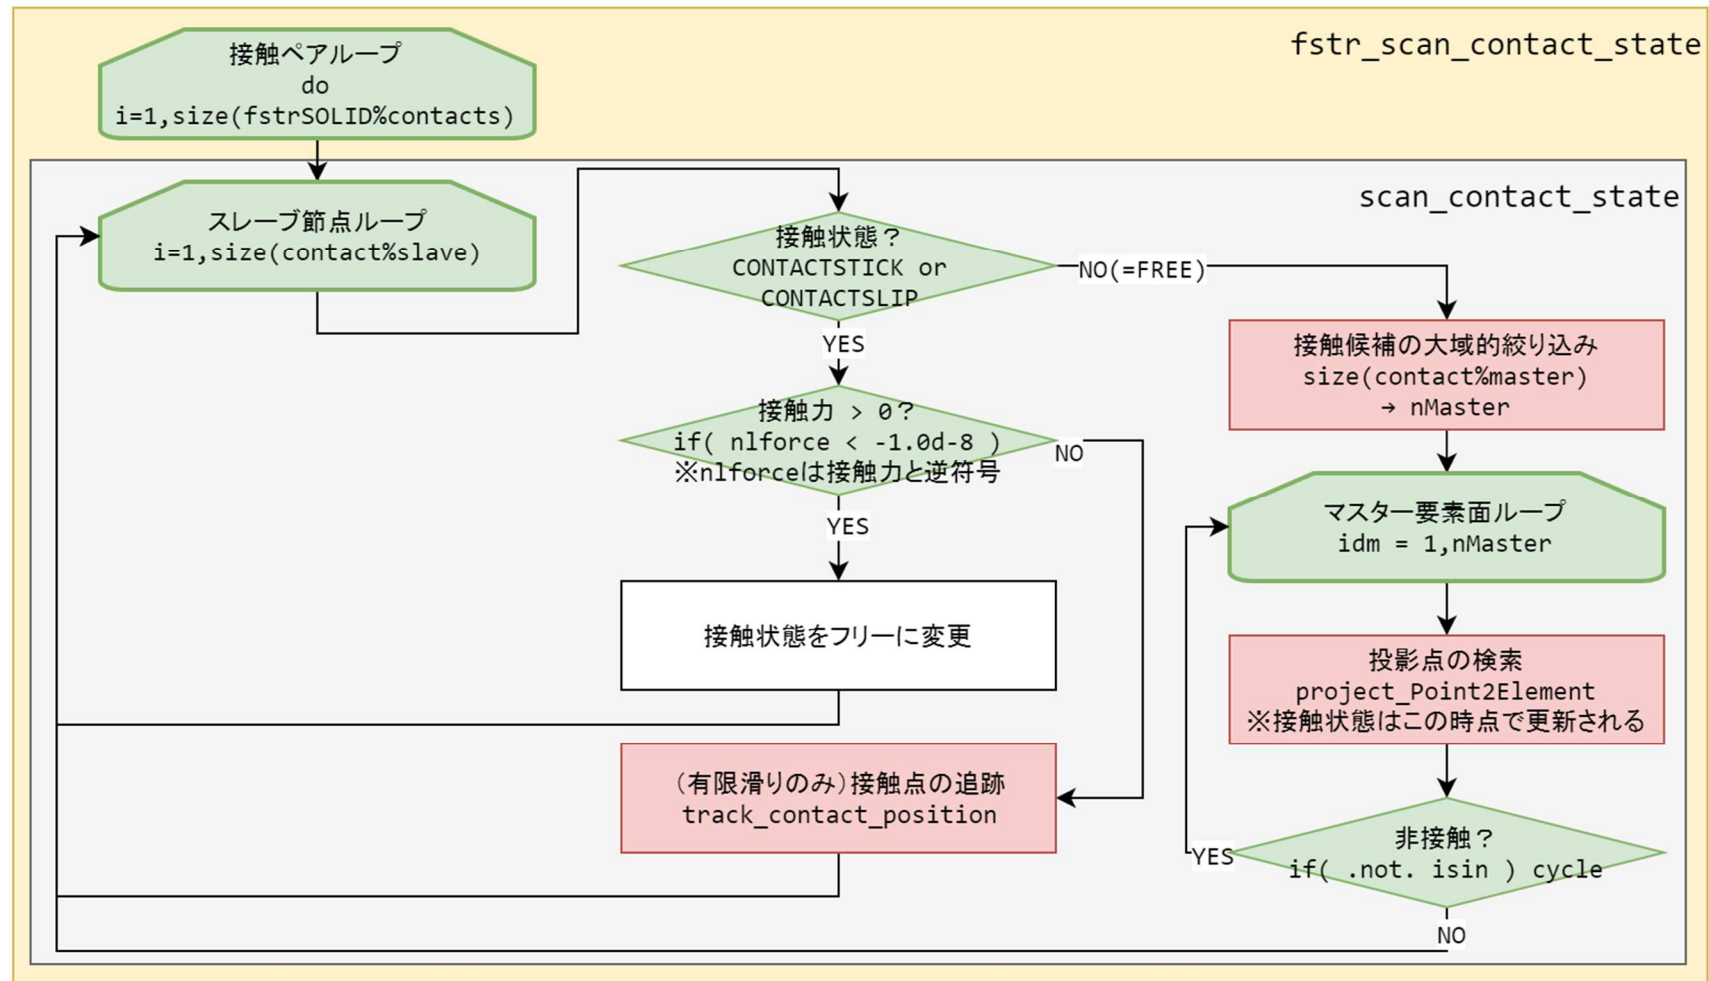 fstr_scan_contact_state
接触ペアループ
do
i=1,size(fstrSOLID%contacts)
scan_contact_state
スレーブ節点ループ
i=1,size(contact%slave)
接触状態？
CONTACTSTICK or
CONTACTSLIP
NO(=FREE)
YES
接触力 > 0？
if( nlforce < -1.0d-8 )
※nlforceは接触力と逆符号
NO
YES
接触状態をフリーに変更
（有限滑りのみ）接触点の追跡
track_contact_position
接触候補の大域的絞り込み
size(contact%master)
→ nMaster
マスター要素面ループ
idm = 1,nMaster
投影点の検索
project_Point2Element
※接触状態はこの時点で更新される
非接触？
if( .not. isin ) cycle
YES
NO